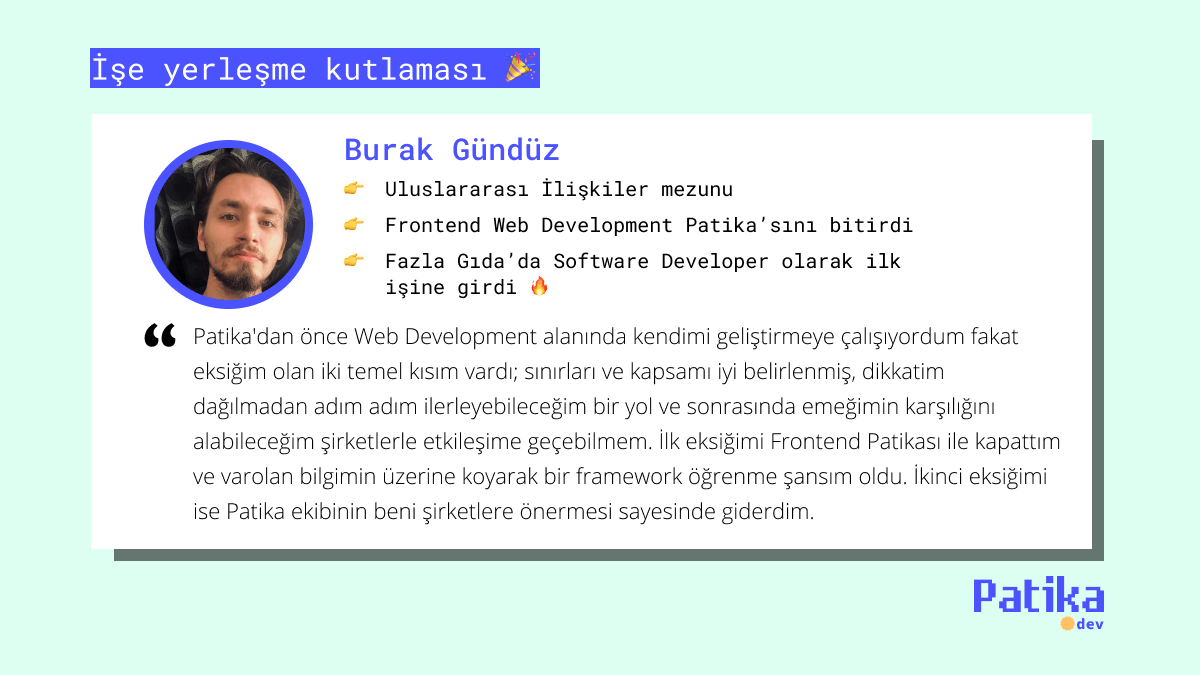 İşe yerleşme kutlaması 🎉
Burak Gündüz
👉 Uluslararası İlişkiler mezunu
👉 Frontend Web Development Patika’sını bitirdi
👉 Fazla Gıda’da Software Developer olarak ilk
işine girdi 🔥
“ Patika'dan önce Web Development alanında kendimi geliştirmeye çalışıyordum fakat
eksiğim olan iki temel kısım vardı; sınırları ve kapsamı iyi belirlenmiş, dikkatim
dağılmadan adım adım ilerleyebileceğim bir yol ve sonrasında emeğimin karşılığını
alabileceğim şirketlerle etkileşime geçebilmem. İlk eksiğimi Frontend Patikası ile kapattım
ve varolan bilgimin üzerine koyarak bir framework öğrenme şansım oldu. İkinci eksiğimi
ise Patika ekibinin beni şirketlere önermesi sayesinde giderdim.
Patika
dev